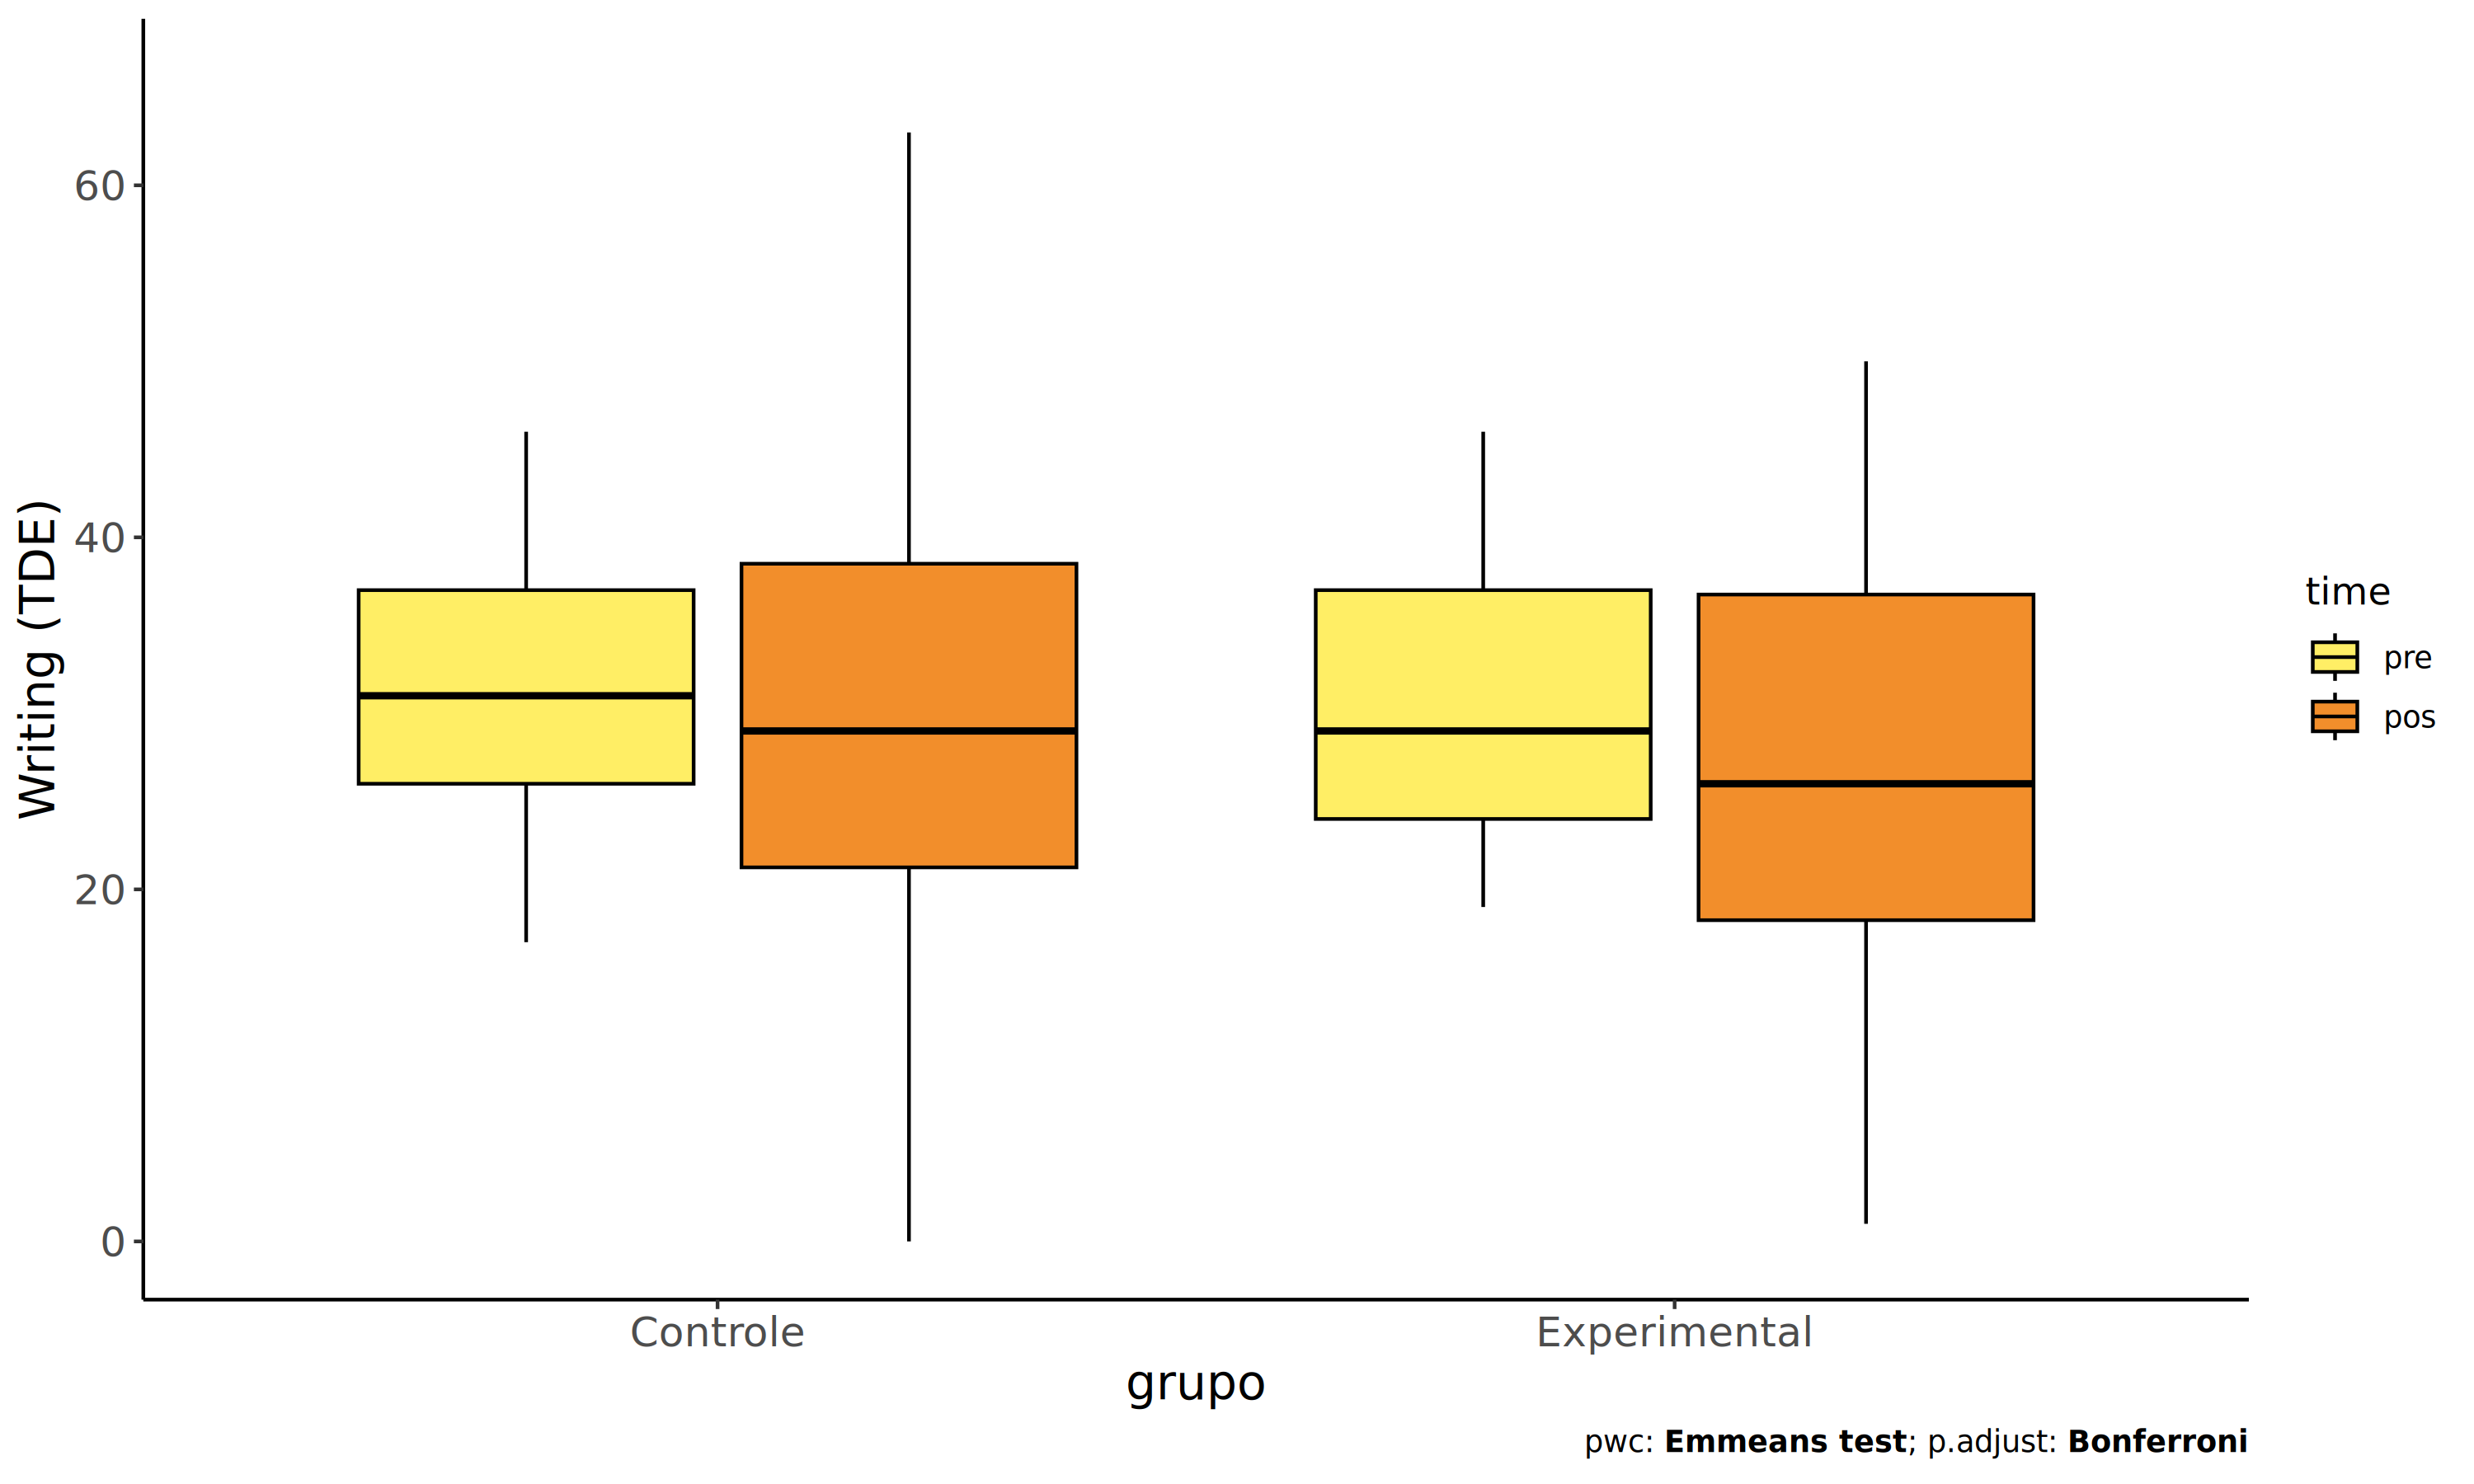 Writing (TDE)
60
40
20
0
Controle
Experimental
grupo
time
pre
pos
pwc: Emmeans test; p.adjust: Bonferroni